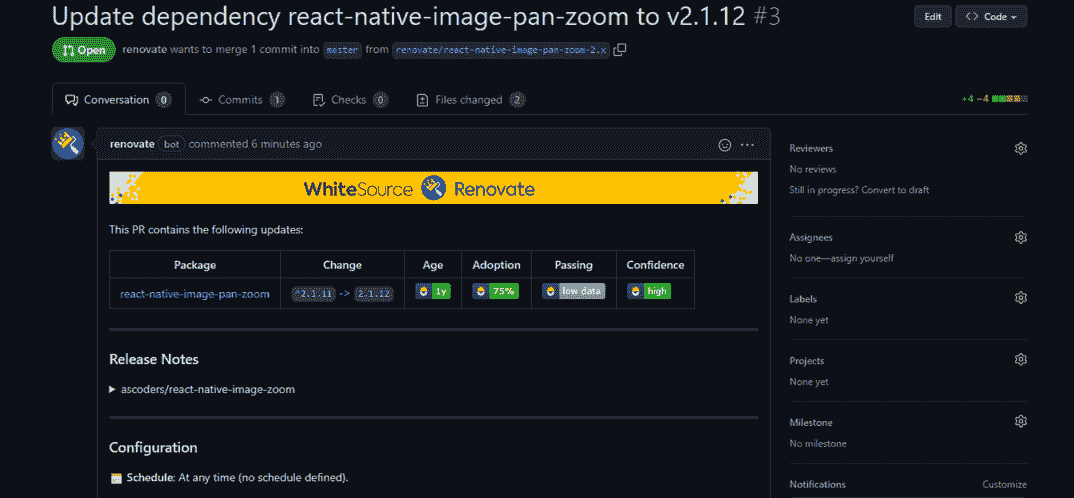 Update dependency react-native-image-pan-zoom to v2.1.12 #3
Edit
<> Code
Open
renovate wants to merge 1 commit into master from renovate/react-native-image-pan-zoom-2.x
Conversation 0
Commits 1
Checks 0
Files changed 2
+4 −4
renovate bot commented 6 minutes ago
WhiteSource Renovate
This PR contains the following updates:
Package Change Age Adoption Passing Confidence
react-native-image-pan-zoom ^2.1.11 -> 2.1.12 1y 75% low data high
Release Notes
ascoders/react-native-image-zoom
Configuration
Schedule: At any time (no schedule defined).
Reviewers
No reviews
Still in progress? Convert to draft
Assignees
No one—assign yourself
Labels
None yet
Projects
None yet
Milestone
No milestone
Notifications Customize